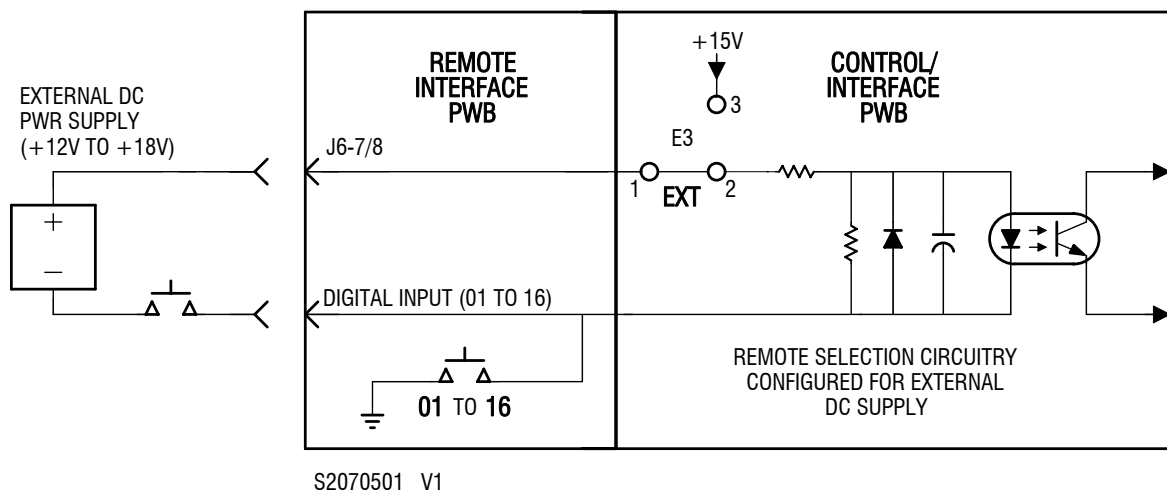 EXTERNAL DC
PWR SUPPLY
(+12V TO +18V)
+
−
REMOTE
INTERFACE
PWB
J6-7/8
DIGITAL INPUT (01 TO 16)
01 TO 16
+15V
3
CONTROL/
INTERFACE
PWB
E3
1
EXT
2
REMOTE SELECTION CIRCUITRY
CONFIGURED FOR EXTERNAL
DC SUPPLY
S2070501 V1